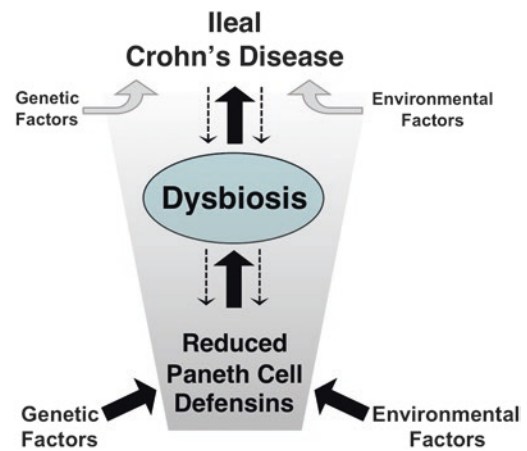 Ileal
Crohn's Disease
Genetic
Factors
Environmental
Factors
Dysbiosis
Reduced
Paneth Cell
Defensins
Genetic
Factors
Environmental
Factors